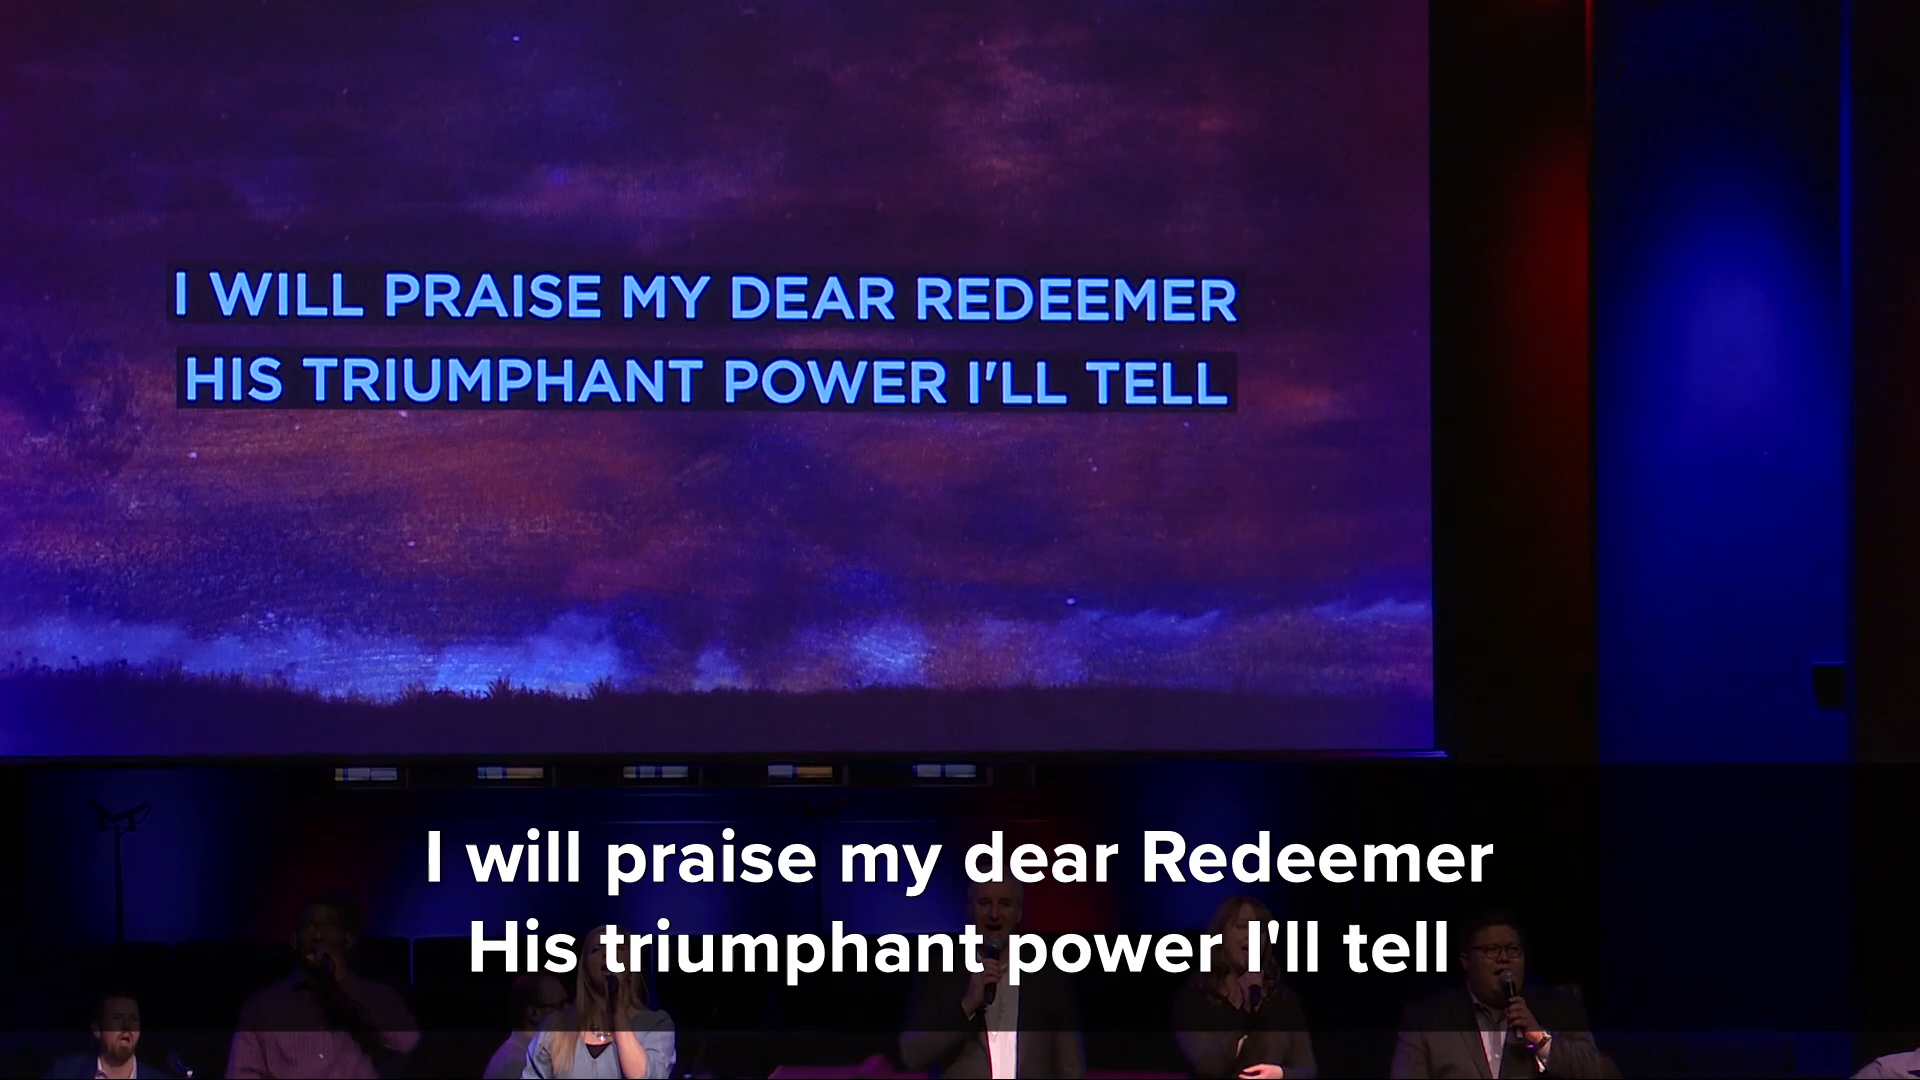 I WILL PRAISE MY DEAR REDEEMER
HIS TRIUMPHANT POWER I'LL TELL
I will praise my dear Redeemer
His triumphant power I'll tell